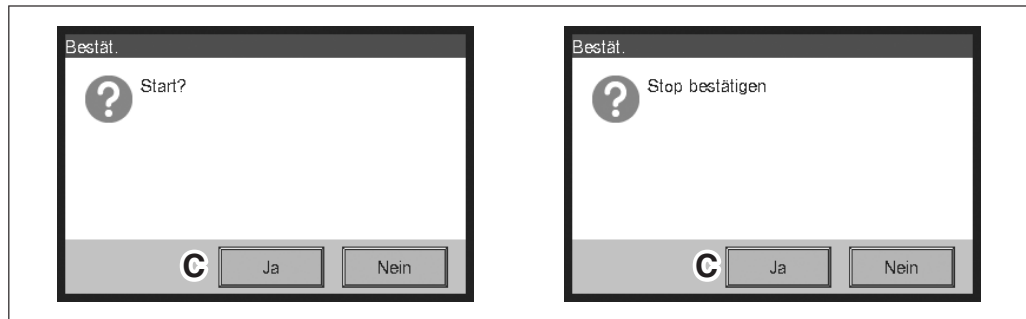 Bestät.
Start?
C Ja Nein
Bestät.
Stop bestätigen
C Ja Nein